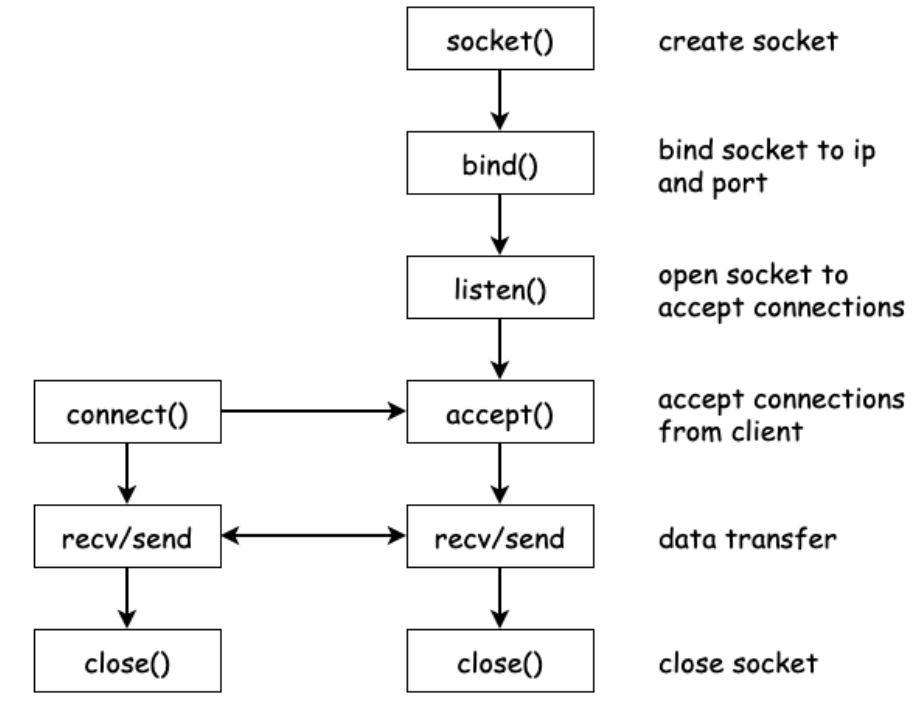 socket()
create socket
bind()
bind socket to ip
and port
listen()
open socket to
accept connections
connect()
accept()
accept connections
from client
recv/send
recv/send
data transfer
close()
close()
close socket